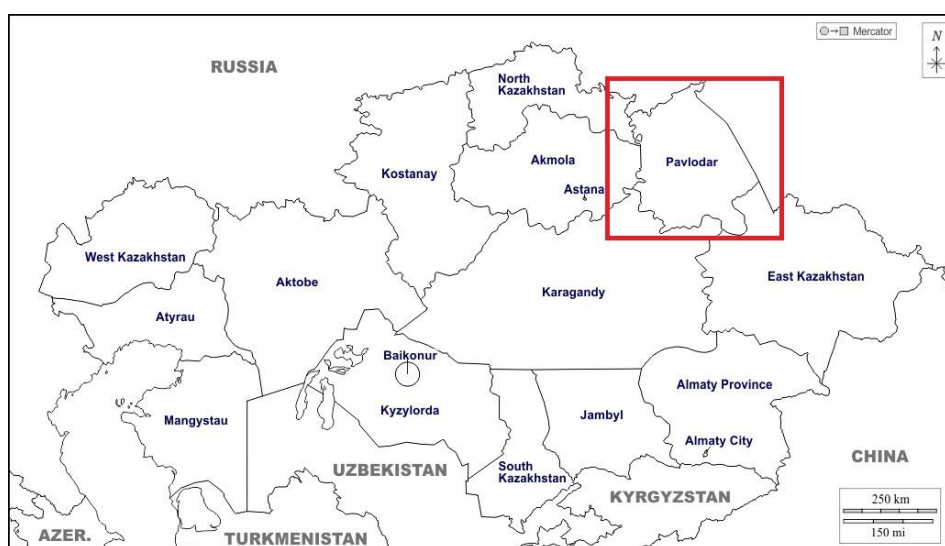 Mercator
N
RUSSIA
North
Kazakhstan
Pavlodar
Akmola
Kostanay
Astana
West Kazakhstan
East Kazakhstan
Aktobe
Karagandy
Atyrau
Baikonur
Almaty Province
Kyzylorda
Jambyl
Mangystau
Almaty City
CHINA
UZBEKISTAN
South
Kazakhstan
KYRGYZSTAN
250 km
150 mi
AZER.
TURKMENISTAN